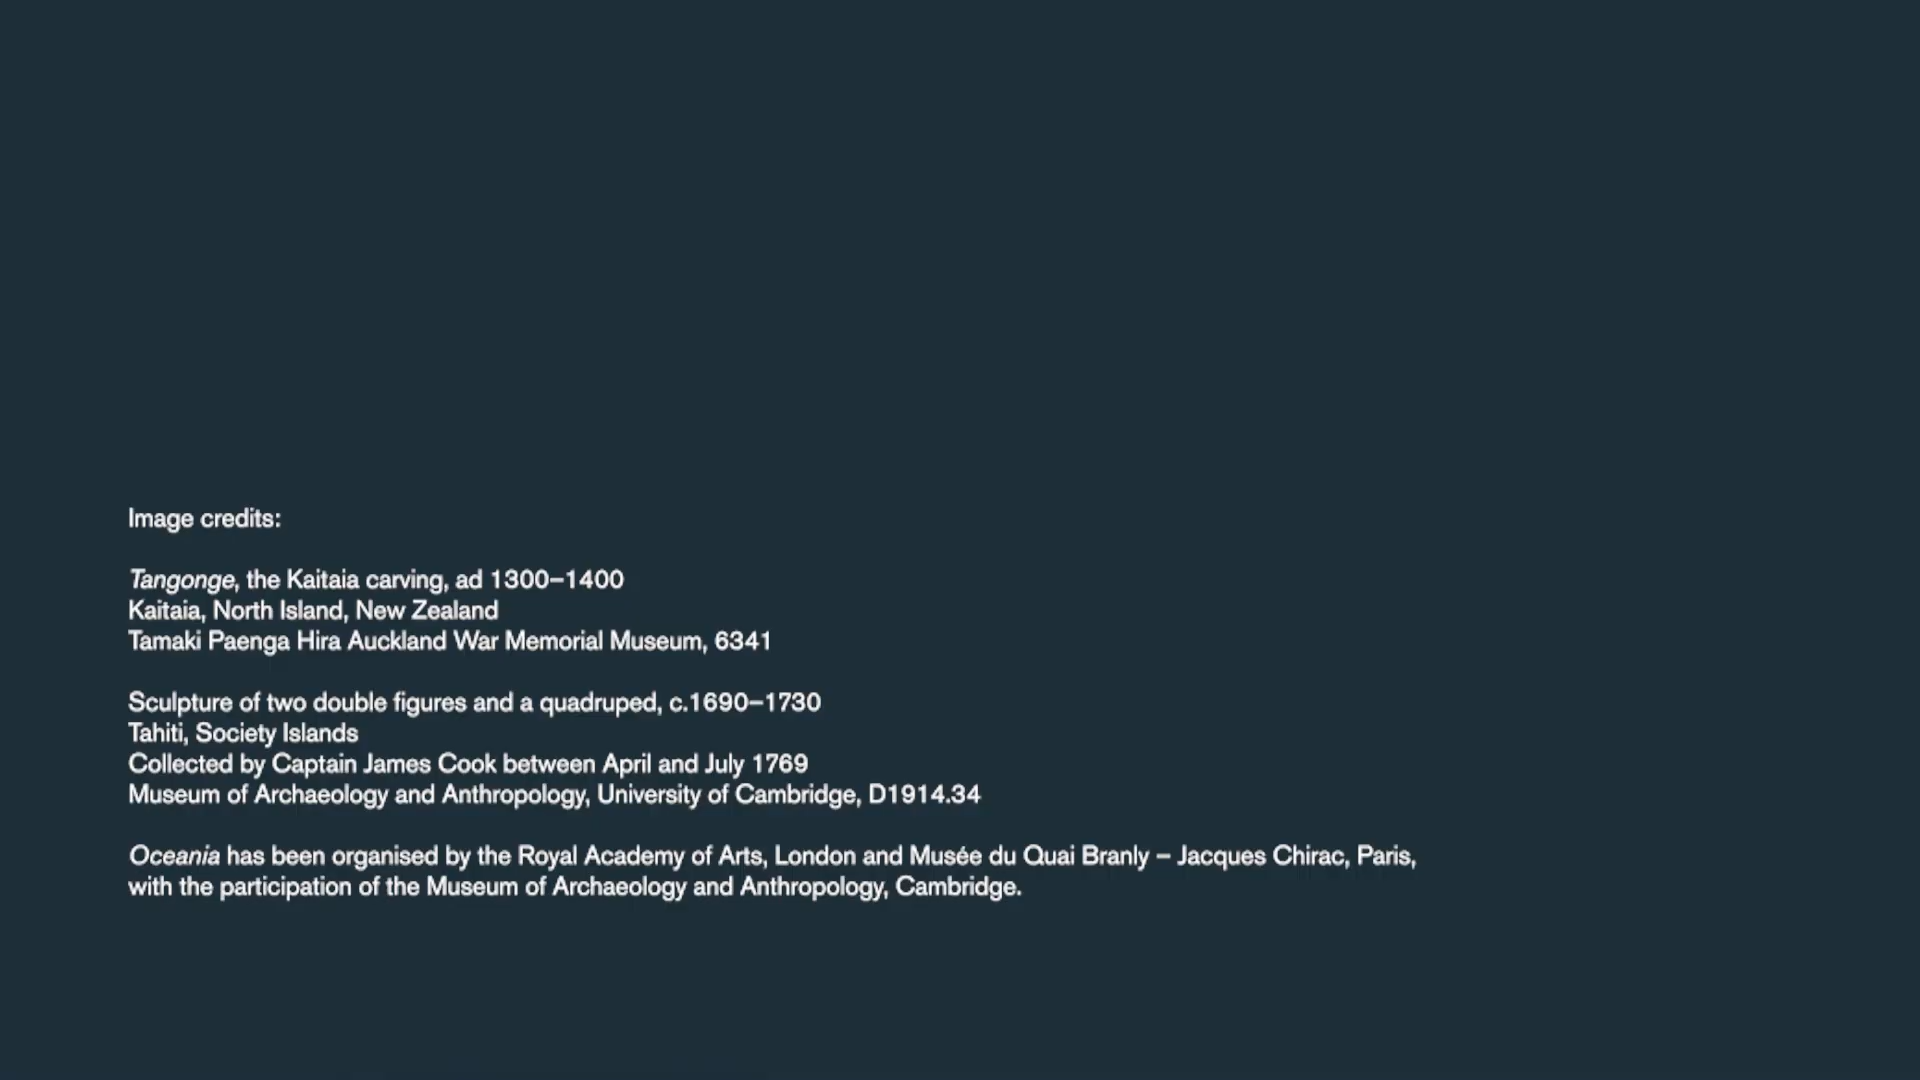 Image credits:
Tangonge, the Kaitaia carving, ad 1300–1400
Kaitaia, North Island, New Zealand
Tamaki Paenga Hira Auckland War Memorial Museum, 6341
Sculpture of two double figures and a quadruped, c.1690–1730
Tahiti, Society Islands
Collected by Captain James Cook between April and July 1769
Museum of Archaeology and Anthropology, University of Cambridge, D1914.34
Oceania has been organised by the Royal Academy of Arts, London and Musée du Quai Branly – Jacques Chirac, Paris,
with the participation of the Museum of Archaeology and Anthropology, Cambridge.